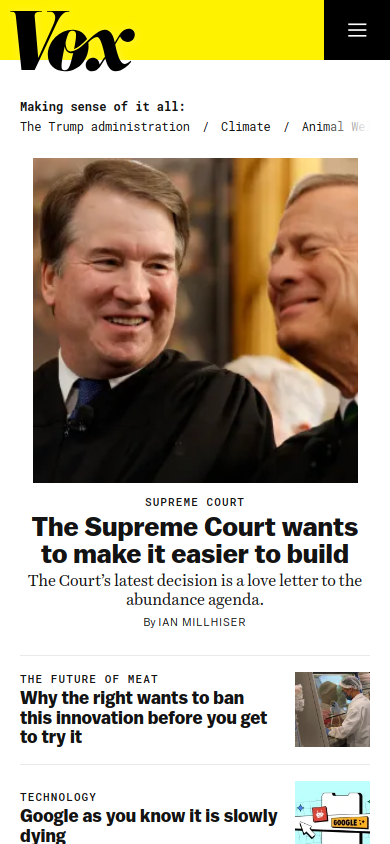 Vox
Making sense of it all:
The Trump administration / Climate / Animal We
SUPREME COURT
The Supreme Court wants
to make it easier to build
The Court’s latest decision is a love letter to the
abundance agenda.
By IAN MILLHISER
THE FUTURE OF MEAT
Why the right wants to ban
this innovation before you get
to try it
TECHNOLOGY
Google as you know it is slowly
dying
GOOGLE